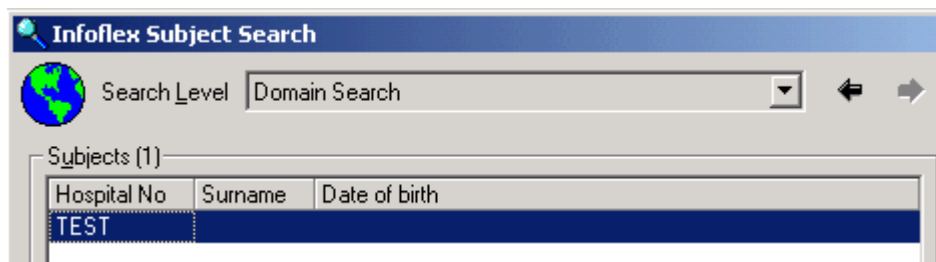 Infoflex Subject Search
Search Level Domain Search
Subjects (1)
Hospital No Surname Date of birth
TEST